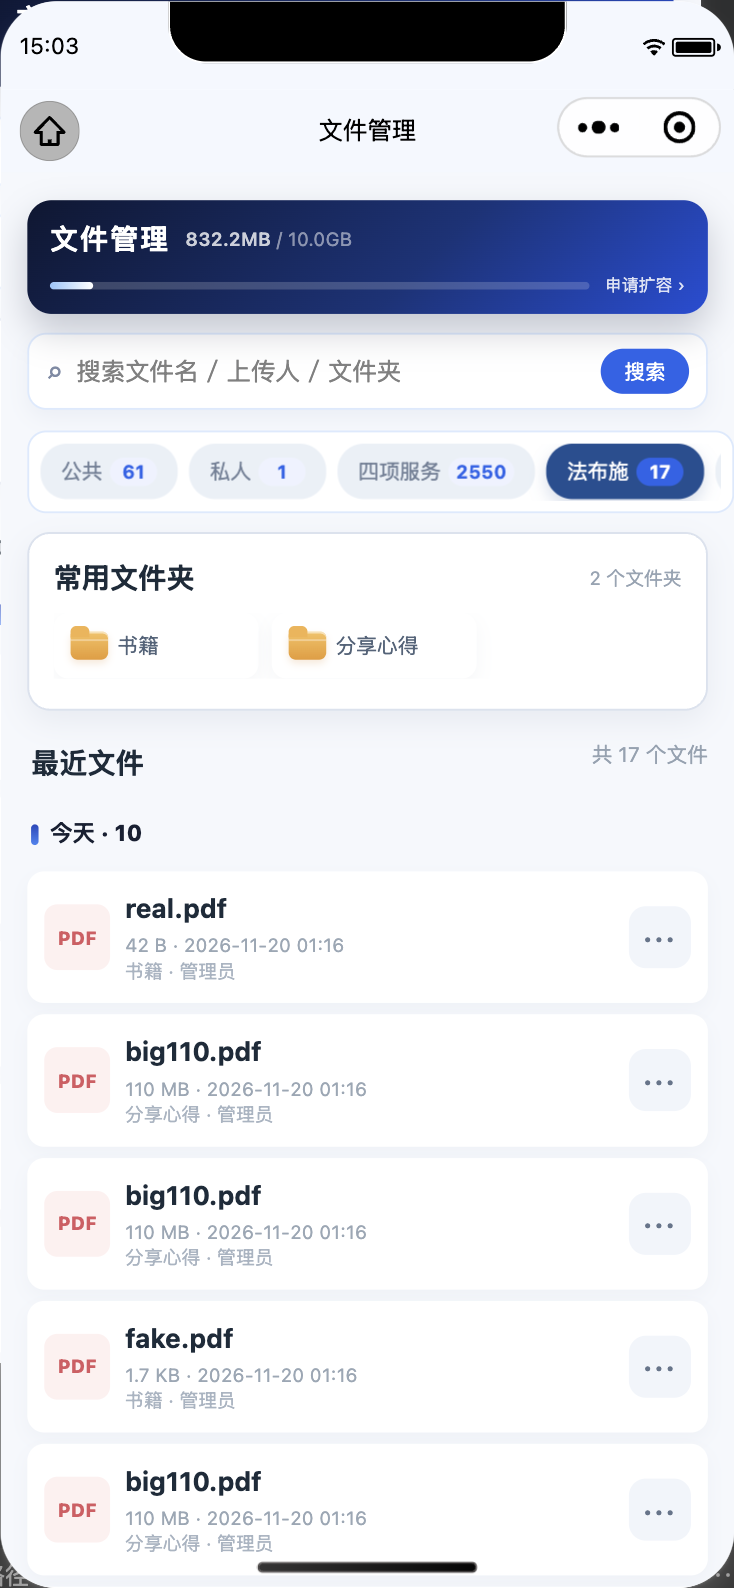 15:03
文件管理
文件管理 832.2MB / 10.0GB
申请扩容 ›
搜索文件名 / 上传人 / 文件夹
搜索
公共 61 私人 1 四项服务 2550 法布施 17
常用文件夹
2 个文件夹
书籍 分享心得
最近文件
共 17 个文件
今天 · 10
PDF
real.pdf
42 B · 2026-11-20 01:16
书籍 · 管理员
PDF
big110.pdf
110 MB · 2026-11-20 01:16
分享心得 · 管理员
PDF
big110.pdf
110 MB · 2026-11-20 01:16
分享心得 · 管理员
PDF
fake.pdf
1.7 KB · 2026-11-20 01:16
书籍 · 管理员
PDF
big110.pdf
110 MB · 2026-11-20 01:16
分享心得 · 管理员